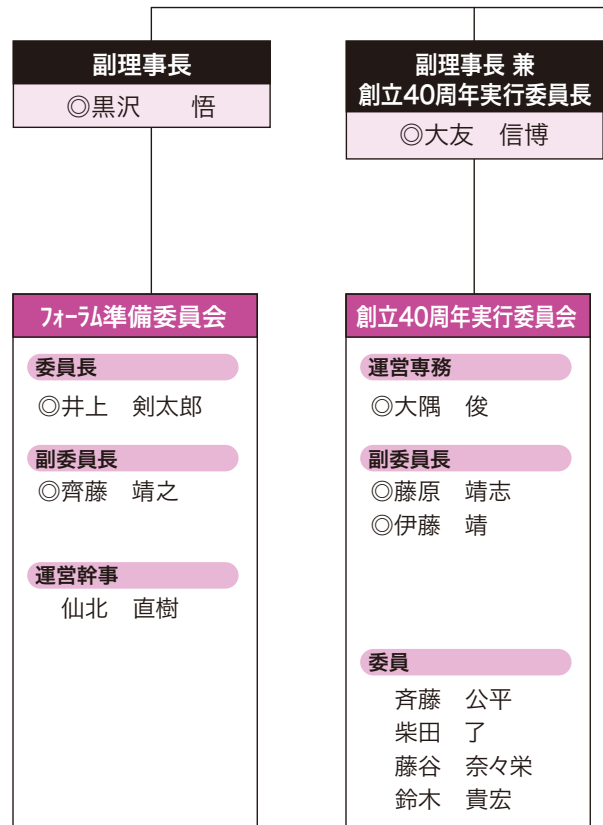 副理事長
◎黒沢　悟
副理事長 兼
創立40周年実行委員長
◎大友　信博
フォーラム準備委員会
委員長
◎井上　剣太郎
副委員長
◎齊藤　靖之
運営幹事
仙北　直樹
創立40周年実行委員会
運営専務
◎大隅　俊
副委員長
◎藤原　靖志
◎伊藤　靖
委員
斉藤　公平
柴田　了
藤谷　奈々栄
鈴木　貴宏